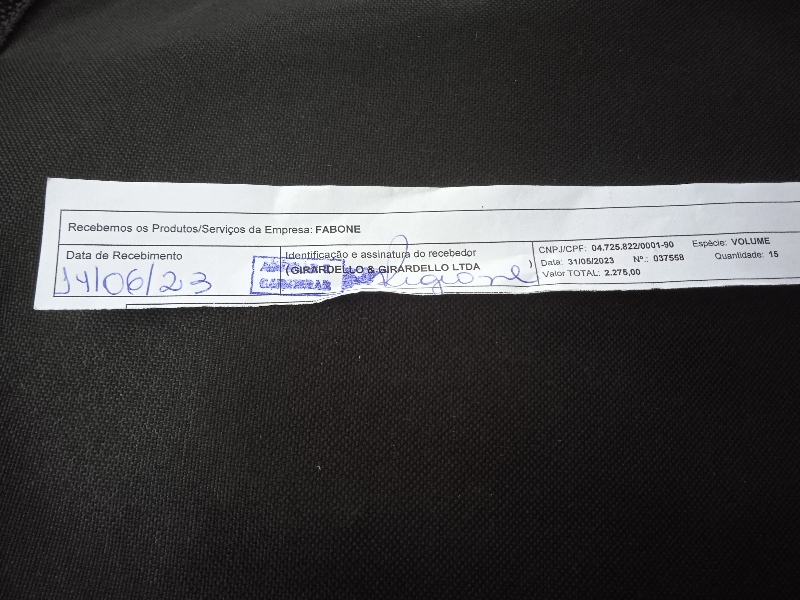 Recebemos os Produtos/Serviços da Empresa: FABONE
Data de Recebimento
14/06/23
Identificação e assinatura do recebedor
(GIRARDELLO & GIRARDELLO LTDA )
CNPJ/CPF: 04.725.822/0001-90 Espécie: VOLUME
Data: 31/05/2023 Nº.: 037558 Quantidade: 15
Valor TOTAL: 2.275,00